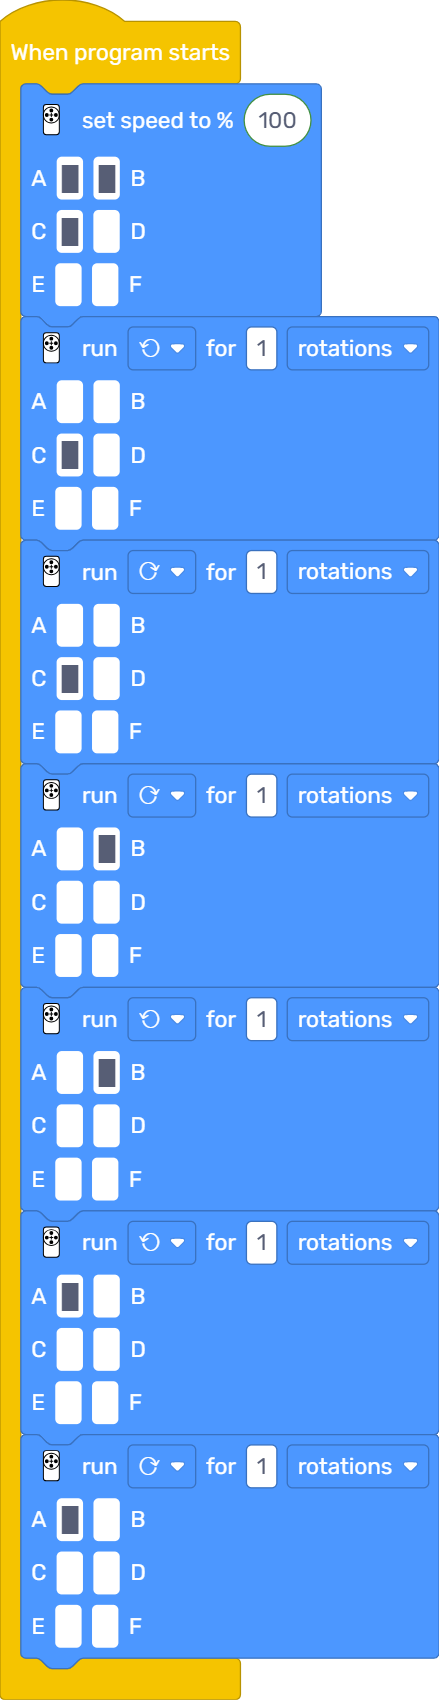 When program starts
set speed to % 100
A B
C D
E F
run for 1 rotations
A B
C D
E F
run for 1 rotations
A B
C D
E F
run for 1 rotations
A B
C D
E F
run for 1 rotations
A B
C D
E F
run for 1 rotations
A B
C D
E F
run for 1 rotations
A B
C D
E F